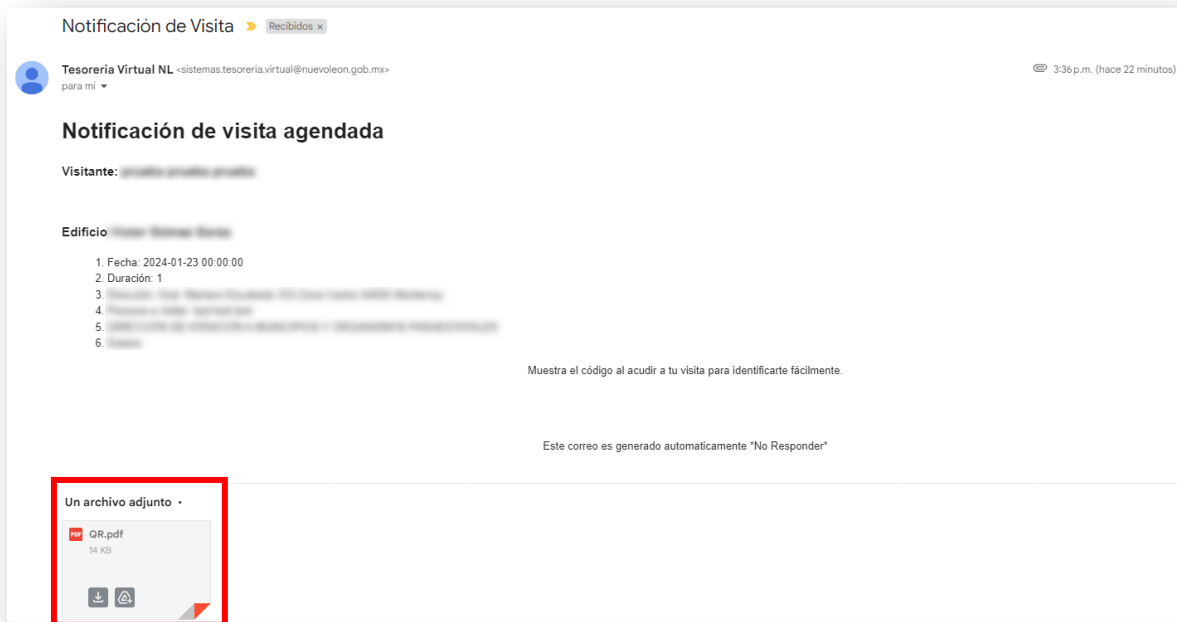 Notificación de Visita Recibidos ×
Tesoreria Virtual NL <sistemas.tesoreria.virtual@nuevoleon.gob.mx> 3:36 p.m. (hace 22 minutos)
para mí
Notificación de visita agendada
Visitante:
Edificio
1. Fecha: 2024-01-23 00:00:00
2. Duración: 1
3.
4.
5.
6.
Muestra el código al acudir a tu visita para identificarte fácilmente.
Este correo es generado automaticamente "No Responder"
Un archivo adjunto •
PDF QR.pdf
14 KB